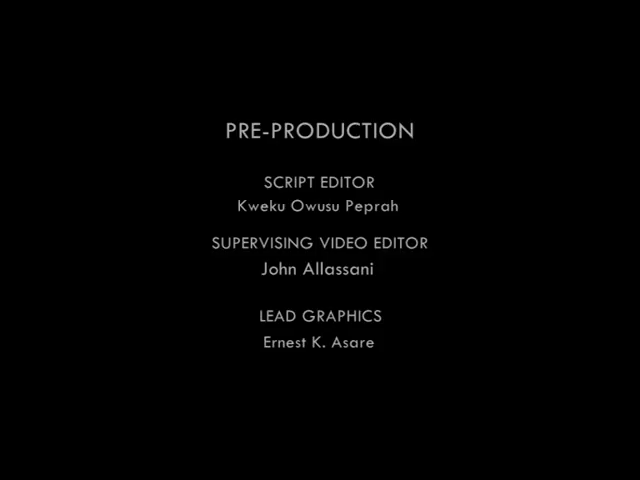 PRE-PRODUCTION
SCRIPT EDITOR
Kweku Owusu Peprah
SUPERVISING VIDEO EDITOR
John Allassani
LEAD GRAPHICS
Ernest K. Asare